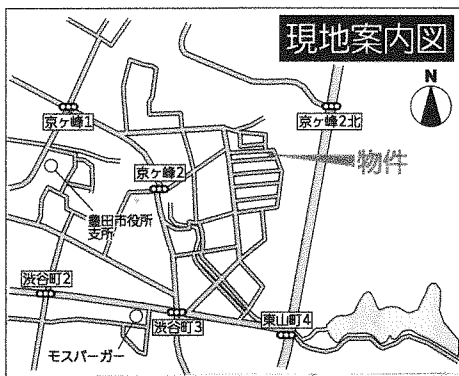 現地案内図
N
京ヶ峰1
京ヶ峰2北
京ヶ峰2
物件
豊田市役所
支所
渋谷町2
渋谷町3
東山町4
モスバーガー